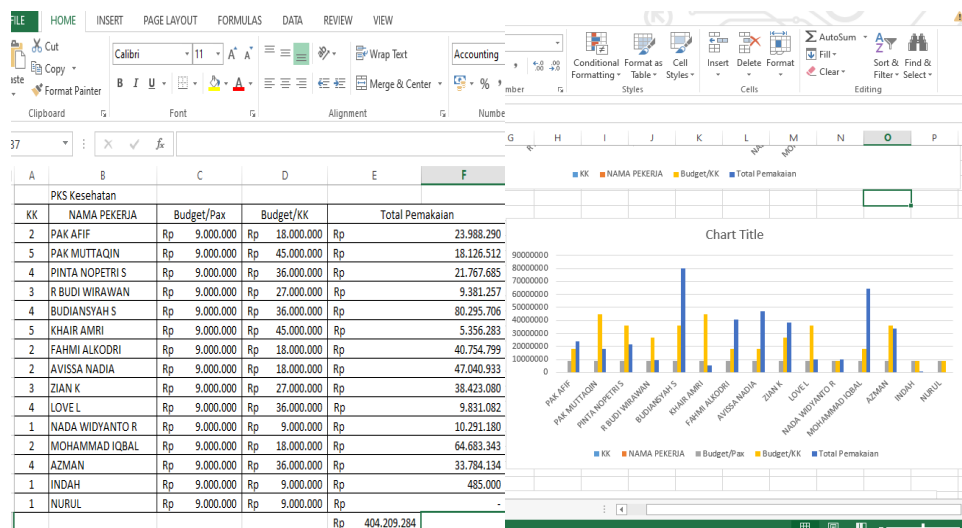 FILE HOME INSERT PAGE LAYOUT FORMULAS DATA REVIEW VIEW
Cut
Copy
Format Painter
Clipboard
Calibri 11
B I U
Font
Wrap Text
Merge & Center
Alignment
Accounting
%
Conditional Formatting
Format as Table
Cell Styles
Styles
Insert Delete Format
Cells
AutoSum
Fill
Clear
Sort & Filter
Find & Select
Editing
fx
A B C D E F
PKS Kesehatan
KK NAMA PEKERJA Budget/Pax Budget/KK Total Pemakaian
2 PAK AFIF Rp 9.000.000 Rp 18.000.000 Rp 23.988.290
5 PAK MUTTAQIN Rp 9.000.000 Rp 45.000.000 Rp 18.126.512
4 PINTA NOPETRI S Rp 9.000.000 Rp 36.000.000 Rp 21.767.685
3 R BUDI WIRAWAN Rp 9.000.000 Rp 27.000.000 Rp 9.381.257
4 BUDIANSYAH S Rp 9.000.000 Rp 36.000.000 Rp 80.295.706
5 KHAIR AMRI Rp 9.000.000 Rp 45.000.000 Rp 5.356.283
2 FAHMI ALKODRI Rp 9.000.000 Rp 18.000.000 Rp 40.754.799
2 AVISSA NADIA Rp 9.000.000 Rp 18.000.000 Rp 47.040.933
3 ZIAN K Rp 9.000.000 Rp 27.000.000 Rp 38.423.080
4 LOVE L Rp 9.000.000 Rp 36.000.000 Rp 9.831.082
1 NADA WIDYANTO R Rp 9.000.000 Rp 9.000.000 Rp 10.291.180
2 MOHAMMAD IQBAL Rp 9.000.000 Rp 18.000.000 Rp 64.683.343
4 AZMAN Rp 9.000.000 Rp 36.000.000 Rp 33.784.134
1 INDAH Rp 9.000.000 Rp 9.000.000 Rp 485.000
1 NURUL Rp 9.000.000 Rp 9.000.000 Rp -
Rp 404.209.284
G H I J K L M N O P
KK NAMA PEKERJA Budget/KK Total Pemakaian
Chart Title
90000000
80000000
70000000
60000000
50000000
40000000
30000000
20000000
10000000
0
PAK AFIF
PAK MUTTAQIN
PINTA NOPETRI S
R BUDI WIRAWAN
BUDIANSYAH S
KHAIR AMRI
FAHMI ALKODRI
AVISSA NADIA
ZIAN K
LOVE L
NADA WIDYANTO R
MOHAMMAD IQBAL
AZMAN
INDAH
NURUL
KK NAMA PEKERJA Budget/Pax Budget/KK Total Pemakaian